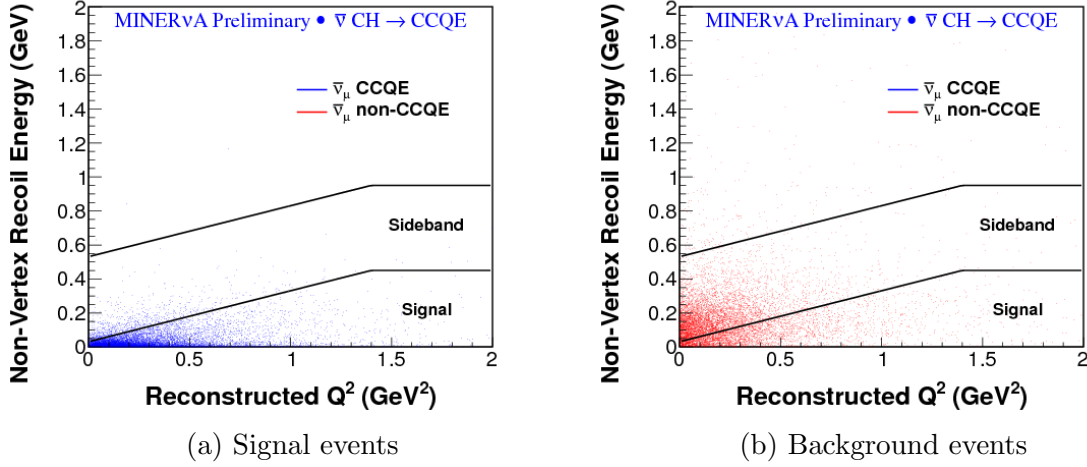 MINERνA Preliminary • ν̅ CH → CCQE
Non-Vertex Recoil Energy (GeV)
2
1.8
1.6
1.4
1.2
1
0.8
0.6
0.4
0.2
0
ν̅μ CCQE
ν̅μ non-CCQE
Sideband
Signal
0 0.5 1 1.5 2
Reconstructed Q² (GeV²)
(a) Signal events
MINERνA Preliminary • ν̅ CH → CCQE
Non-Vertex Recoil Energy (GeV)
2
1.8
1.6
1.4
1.2
1
0.8
0.6
0.4
0.2
0
ν̅μ CCQE
ν̅μ non-CCQE
Sideband
Signal
0 0.5 1 1.5 2
Reconstructed Q² (GeV²)
(b) Background events